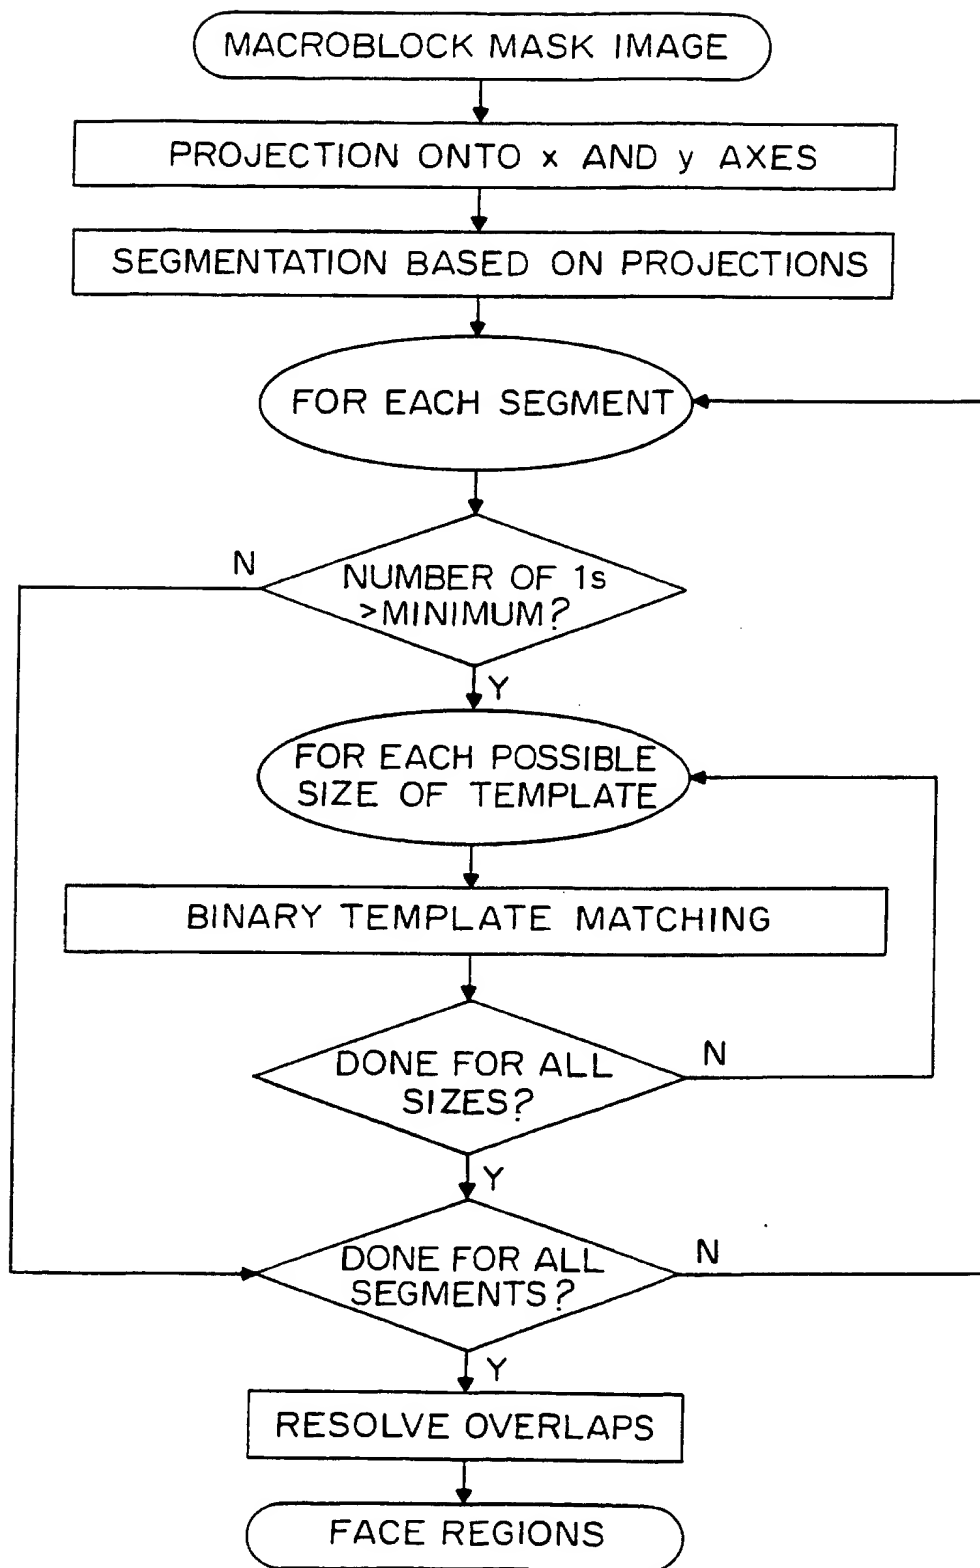 MACROBLOCK MASK IMAGE
PROJECTION ONTO x AND y AXES
SEGMENTATION BASED ON PROJECTIONS
FOR EACH SEGMENT
N
NUMBER OF 1s
>MINIMUM?
Y
FOR EACH POSSIBLE
SIZE OF TEMPLATE
BINARY TEMPLATE MATCHING
DONE FOR ALL
SIZES?
N
Y
DONE FOR ALL
SEGMENTS?
N
Y
RESOLVE OVERLAPS
FACE REGIONS